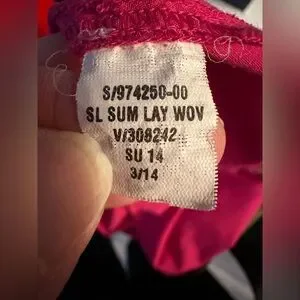 S/974250-00
SL SUM LAY WOV
V/308242
SU 14
3/14